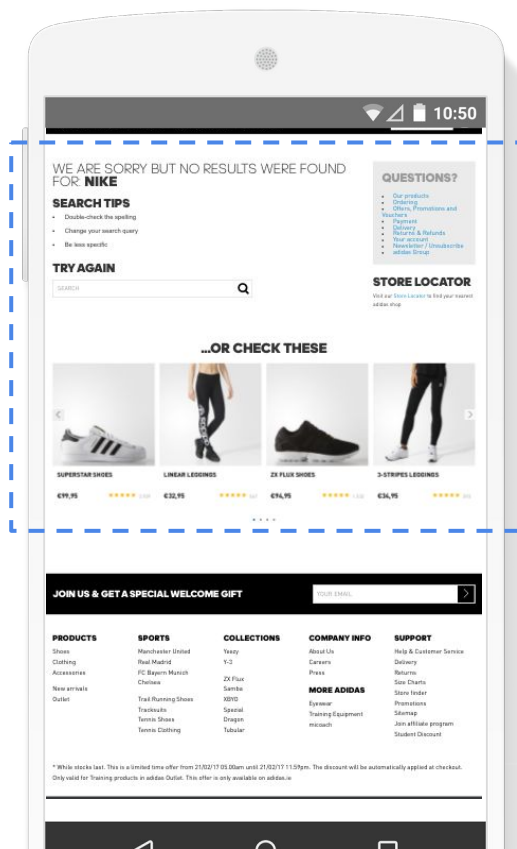 10:50
WE ARE SORRY BUT NO RESULTS WERE FOUND
FOR: NIKE
SEARCH TIPS
Double-check the spelling
Change your search query
Be less specific
TRY AGAIN
SEARCH
QUESTIONS?
Our products
Ordering
Offers, Promotions and
Vouchers
Payment
Delivery
Returns & Refunds
Your account
Newsletter / Unsubscribe
adidas Group
STORE LOCATOR
Visit our Store Locator to find your nearest
adidas shop
...OR CHECK THESE
SUPERSTAR SHOES
€99,95
LINEAR LEGGINGS
€32,95
ZX FLUX SHOES
€94,95
3-STRIPES LEGGINGS
€34,95
JOIN US & GET A SPECIAL WELCOME GIFT
YOUR EMAIL
PRODUCTS
Shoes
Clothing
Accessories
New arrivals
Outlet
SPORTS
Manchester United
Real Madrid
FC Bayern Munich
Chelsea
Trail Running Shoes
Tracksuits
Tennis Shoes
Tennis Clothing
COLLECTIONS
Yeezy
Y-3
ZX Flux
Samba
X®YO
Spezial
Dragon
Tubular
COMPANY INFO
About Us
Careers
Press
MORE ADIDAS
Eyewear
Training Equipment
micoach
SUPPORT
Help & Customer Service
Delivery
Returns
Size Charts
Store finder
Promotions
Sitemap
Join affiliate program
Student Discount
* While stocks last. This is a limited time offer from 21/02/17 05.00am until 21/02/17 11:59pm. The discount will be automatically applied at checkout.
Only valid for Training products in adidas Outlet. This offer is only available on adidas.ie